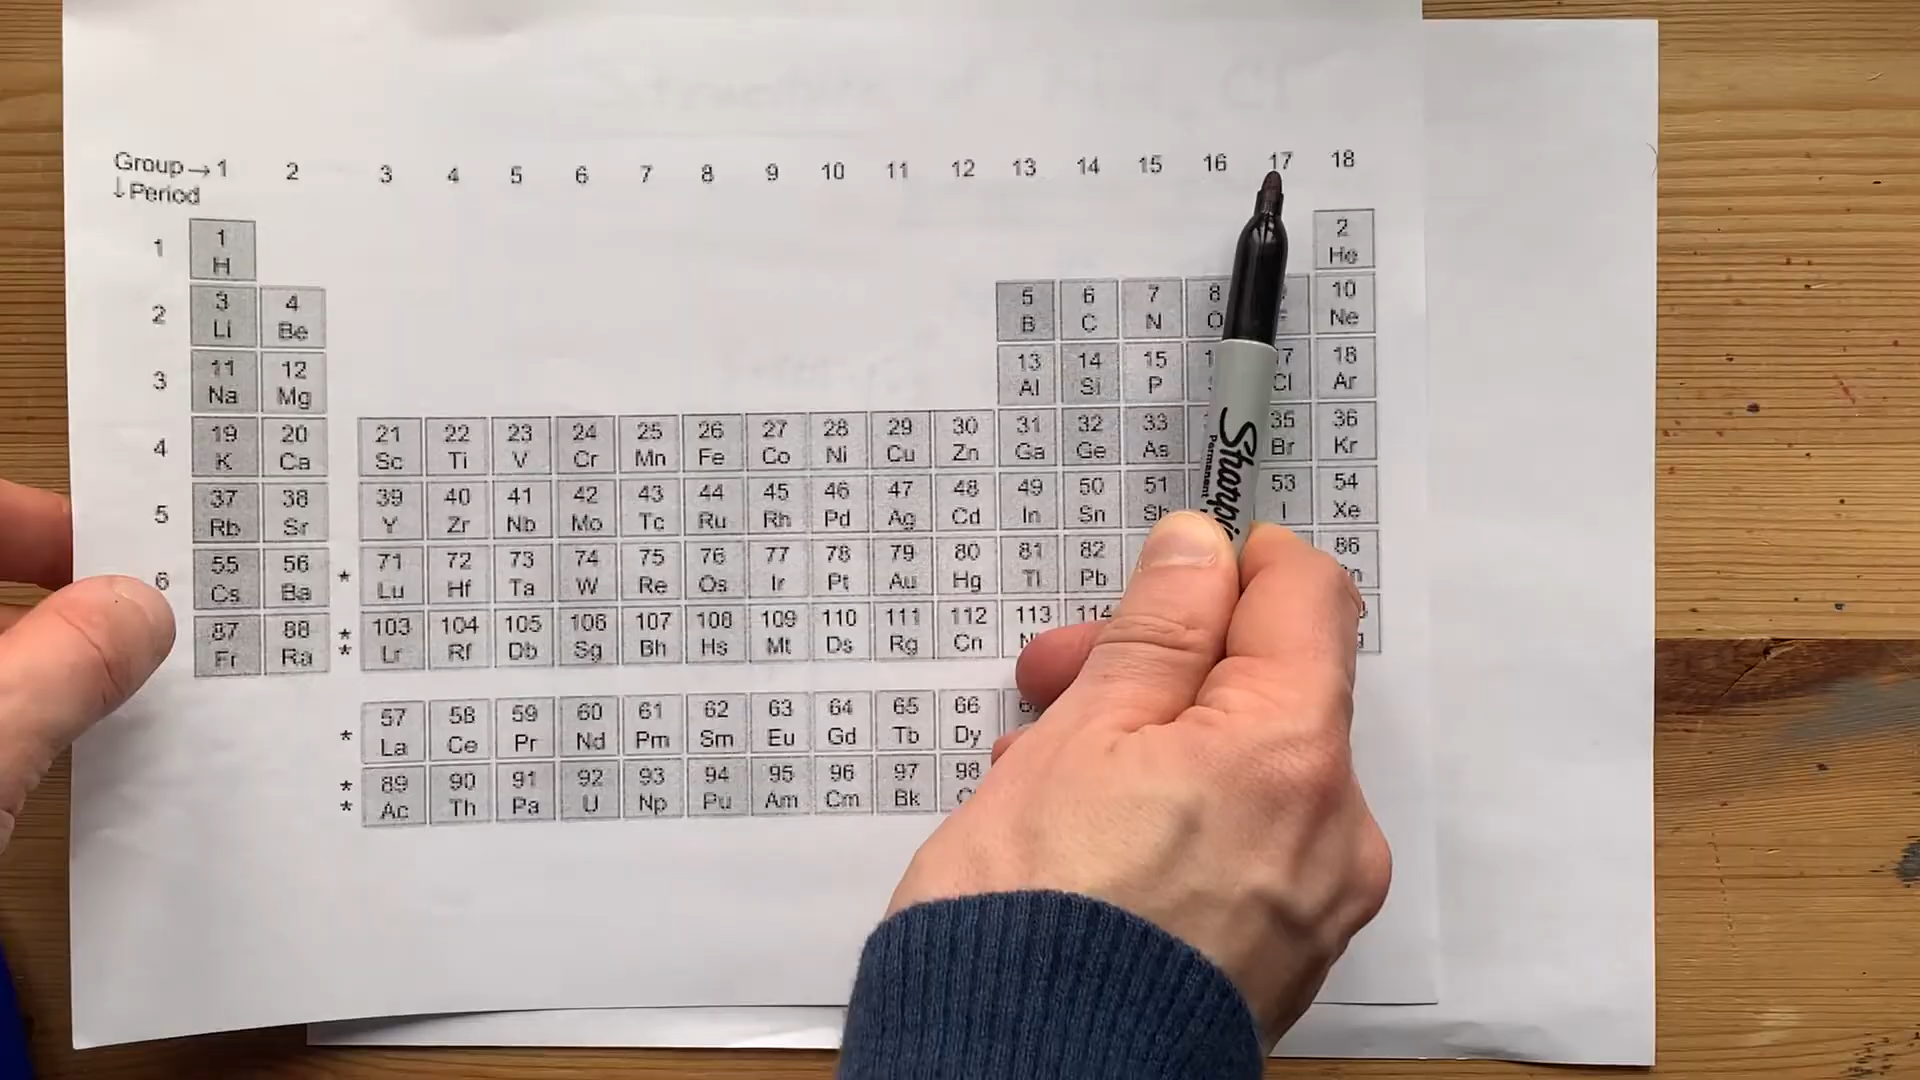 Group → 1 2 3 4 5 6 7 8 9 10 11 12 13 14 15 16 17 18
↓ Period
1 1 2
H He
2 3 4 5 6 7 8 10
Li Be B C N O Ne
3 11 12 13 14 15 17 18
Na Mg Al Si P Cl Ar
4 19 20 21 22 23 24 25 26 27 28 29 30 31 32 33 35 36
K Ca Sc Ti V Cr Mn Fe Co Ni Cu Zn Ga Ge As Br Kr
5 37 38 39 40 41 42 43 44 45 46 47 48 49 50 51 53 54
Rb Sr Y Zr Nb Mo Tc Ru Rh Pd Ag Cd In Sn Sb I Xe
6 55 56 * 71 72 73 74 75 76 77 78 79 80 81 82 86
Cs Ba Lu Hf Ta W Re Os Ir Pt Au Hg Tl Pb
87 88 * * 103 104 105 106 107 108 109 110 111 112 113 114
Fr Ra Lr Rf Db Sg Bh Hs Mt Ds Rg Cn
* 57 58 59 60 61 62 63 64 65 66
La Ce Pr Nd Pm Sm Eu Gd Tb Dy
* * 89 90 91 92 93 94 95 96 97 98
Ac Th Pa U Np Pu Am Cm Bk
Sharpie
Permanent